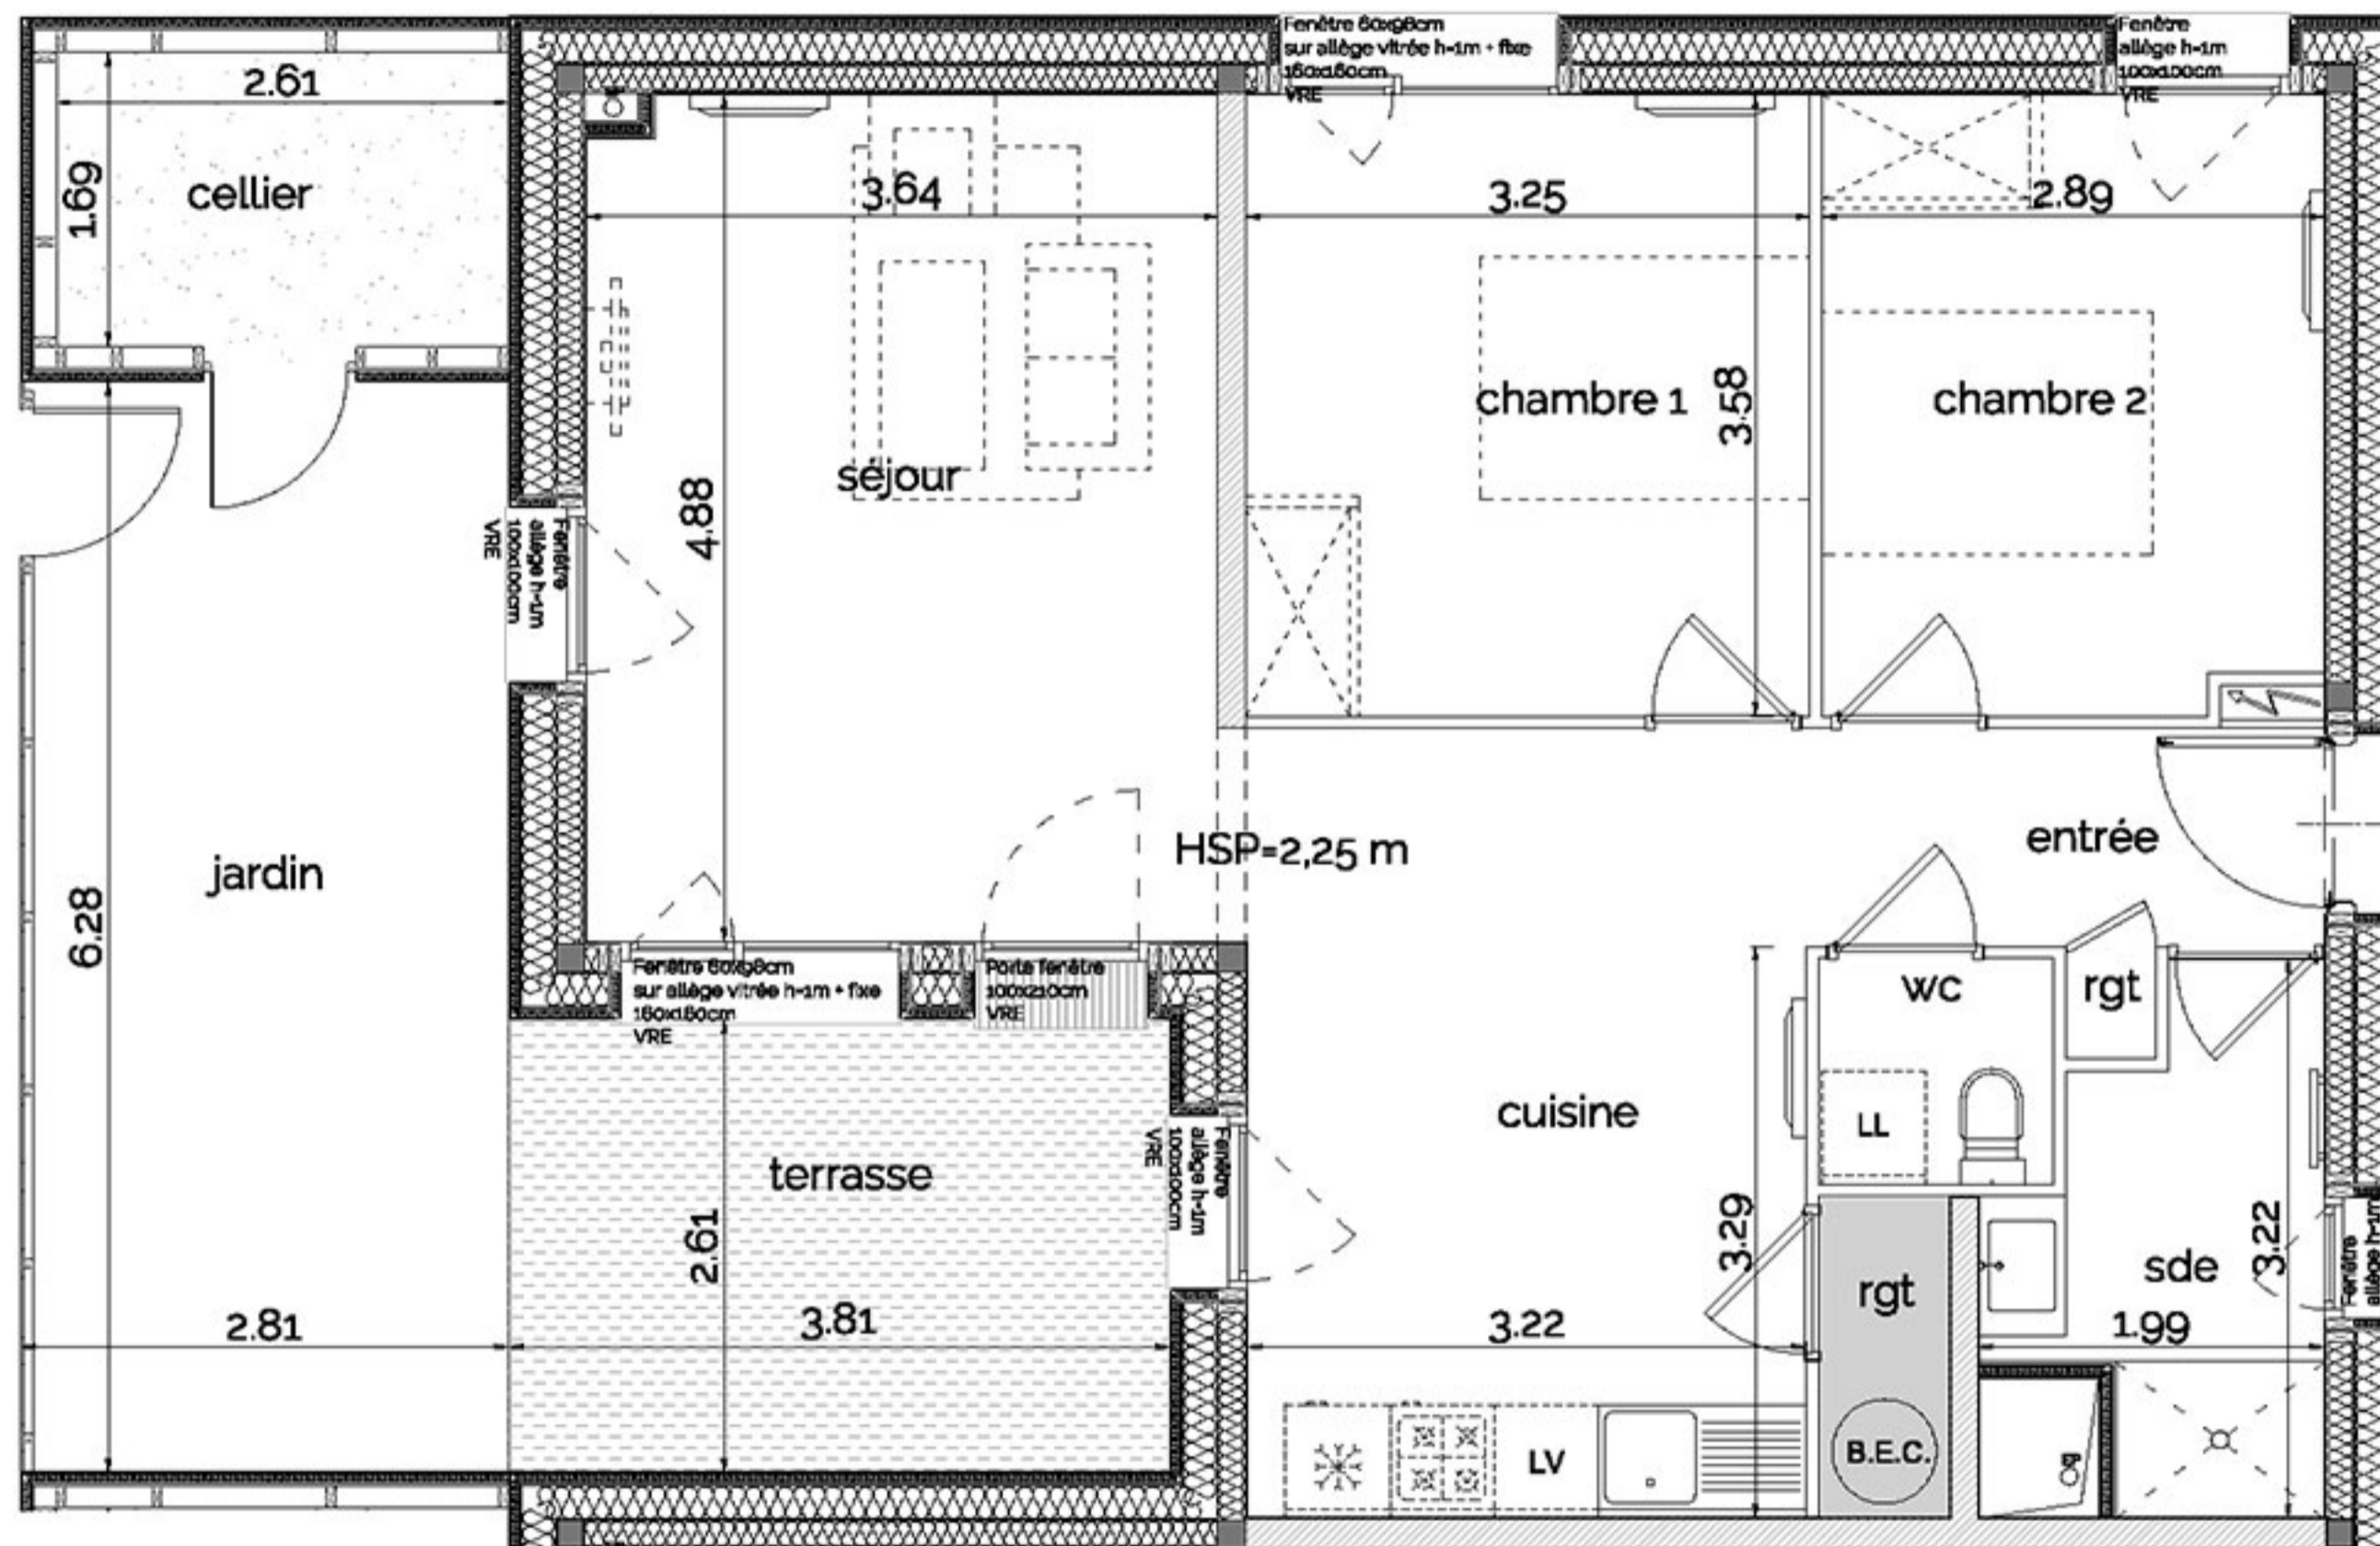 Fenêtre 60x98cm
sur allège vitrée h=1m + fixe
160x160cm
VRE
Fenêtre
allège h=1m
100x100cm
VRE
2.61
1.69
cellier
3.64
3.25
2.89
séjour
4.88
chambre 1
3.58
chambre 2
Fenêtre
allège h=1m
100x100cm
VRE
jardin
6.28
HSP=2,25 m
entrée
Fenêtre 60x98cm
sur allège vitrée h=1m + fixe
160x160cm
VRE
Porte fenêtre
100x210cm
VRE
wc
rgt
LL
cuisine
terrasse
Fenêtre
allège h=1m
100x100cm
VRE
2.61
3.29
rgt
sde
3.22
Fenêtre
allège h=1m
2.81
3.81
3.22
1.99
LV
B.E.C.